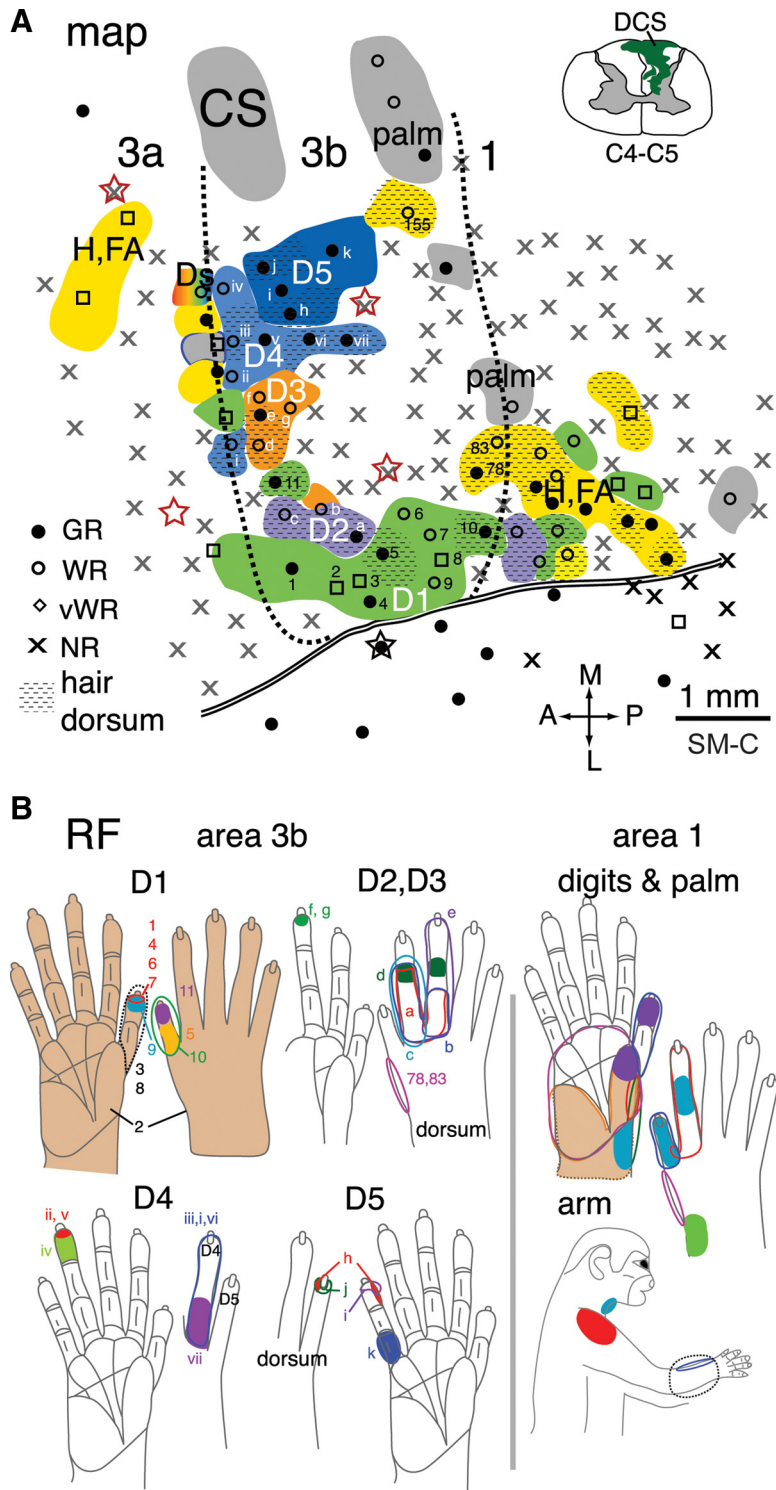 A
map
DCS
C4-C5
CS
3a
3b
palm
1
155
H,FA
Ds
D5
j
k
i
h
iv
iii
D4
v
vi
vii
ii
D3
f
e
g
d
i
palm
83
78
H,FA
11
b
c
D2
a
6
7
10
5
8
1
2
3
9
4
D1
GR
WR
vWR
NR
hair
dorsum
M
A
P
L
1 mm
SM-C
B
RF
area 3b
area 1
D1
D2,D3
digits & palm
1
4
6
7
9
3
8
2
11
5
10
f, g
e
d
a
c
b
78,83
dorsum
arm
D4
D5
ii, v
iv
iii,i,vi
D4
D5
vii
h
j
i
k
dorsum